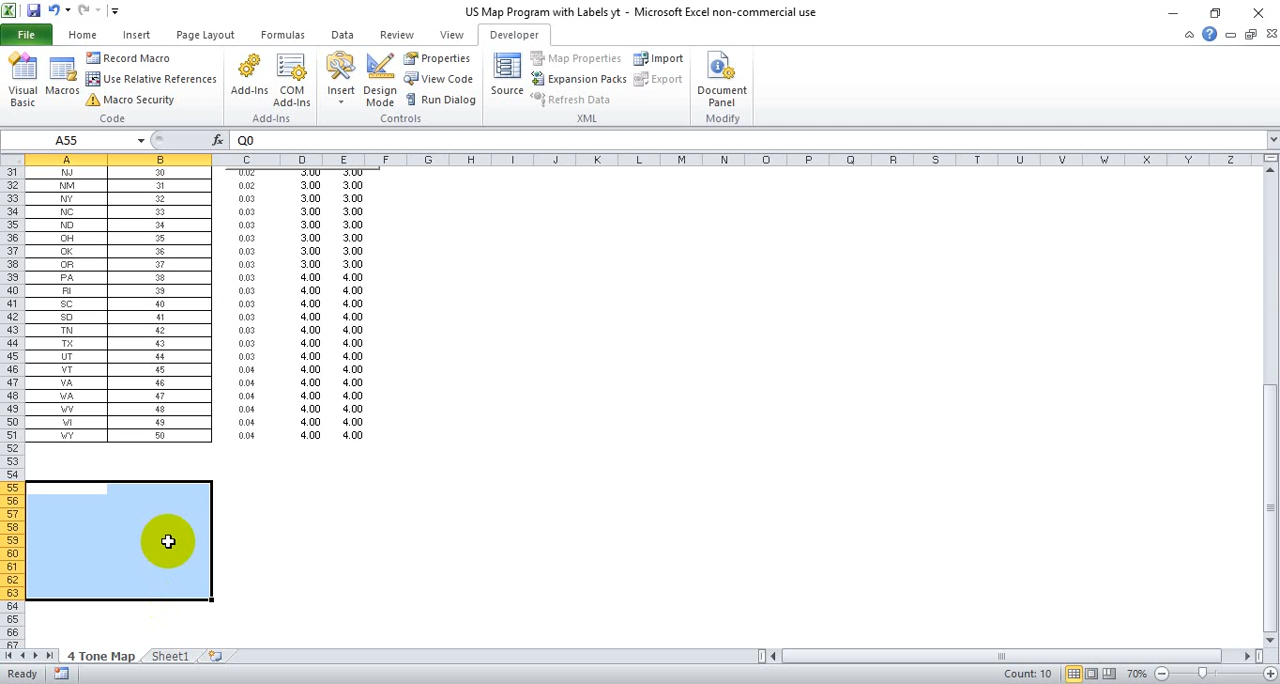 US Map Program with Labels yt - Microsoft Excel non-commercial use
File Home Insert Page Layout Formulas Data Review View Developer
Visual Basic
Macros
Record Macro
Use Relative References
Macro Security
Code
Add-Ins
COM Add-Ins
Add-Ins
Insert
Design Mode
Properties
View Code
Run Dialog
Controls
Source
Map Properties
Expansion Packs
Refresh Data
Import
Export
XML
Document Panel
Modify
A55 fx Q0
A B C D E F G H I J K L M N O P Q R S T U V W X Y Z
31 NJ 30 0.02 3.00 3.00
32 NM 31 0.02 3.00 3.00
33 NY 32 0.03 3.00 3.00
34 NC 33 0.03 3.00 3.00
35 ND 34 0.03 3.00 3.00
36 OH 35 0.03 3.00 3.00
37 OK 36 0.03 3.00 3.00
38 OR 37 0.03 3.00 3.00
39 PA 38 0.03 4.00 4.00
40 RI 39 0.03 4.00 4.00
41 SC 40 0.03 4.00 4.00
42 SD 41 0.03 4.00 4.00
43 TN 42 0.03 4.00 4.00
44 TX 43 0.03 4.00 4.00
45 UT 44 0.03 4.00 4.00
46 VT 45 0.04 4.00 4.00
47 VA 46 0.04 4.00 4.00
48 WA 47 0.04 4.00 4.00
49 WV 48 0.04 4.00 4.00
50 WI 49 0.04 4.00 4.00
51 WY 50 0.04 4.00 4.00
52
53
54
55
56
57
58
59
60
61
62
63
64
65
66
67
4 Tone Map Sheet1
Ready Count: 10 70%